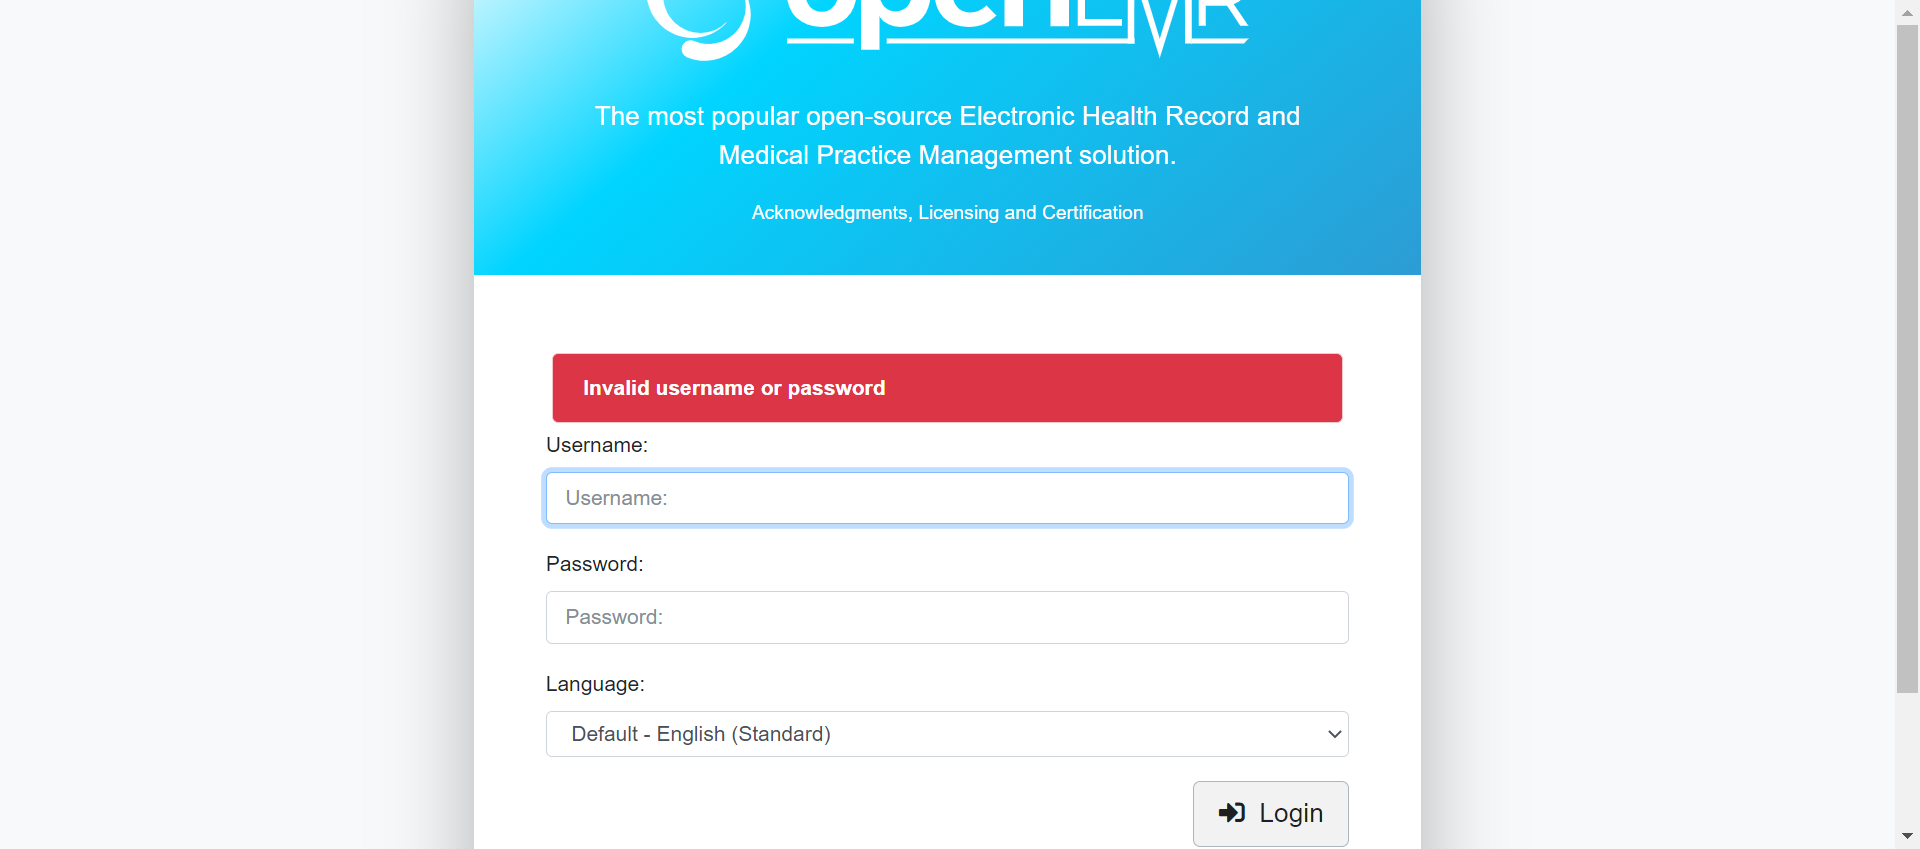 openEMR
The most popular open-source Electronic Health Record and
Medical Practice Management solution.
Acknowledgments, Licensing and Certification
Invalid username or password
Username:
Username:
Password:
Password:
Language:
Default - English (Standard)
Login